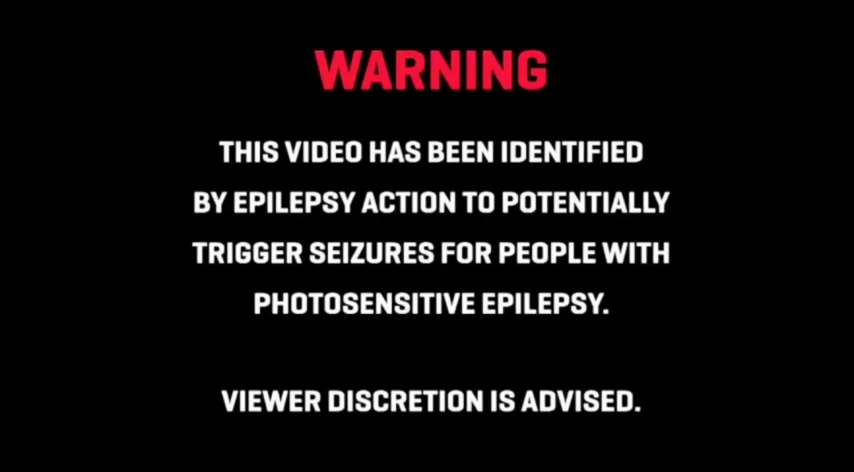 WARNING
THIS VIDEO HAS BEEN IDENTIFIED
BY EPILEPSY ACTION TO POTENTIALLY
TRIGGER SEIZURES FOR PEOPLE WITH
PHOTOSENSITIVE EPILEPSY.
VIEWER DISCRETION IS ADVISED.